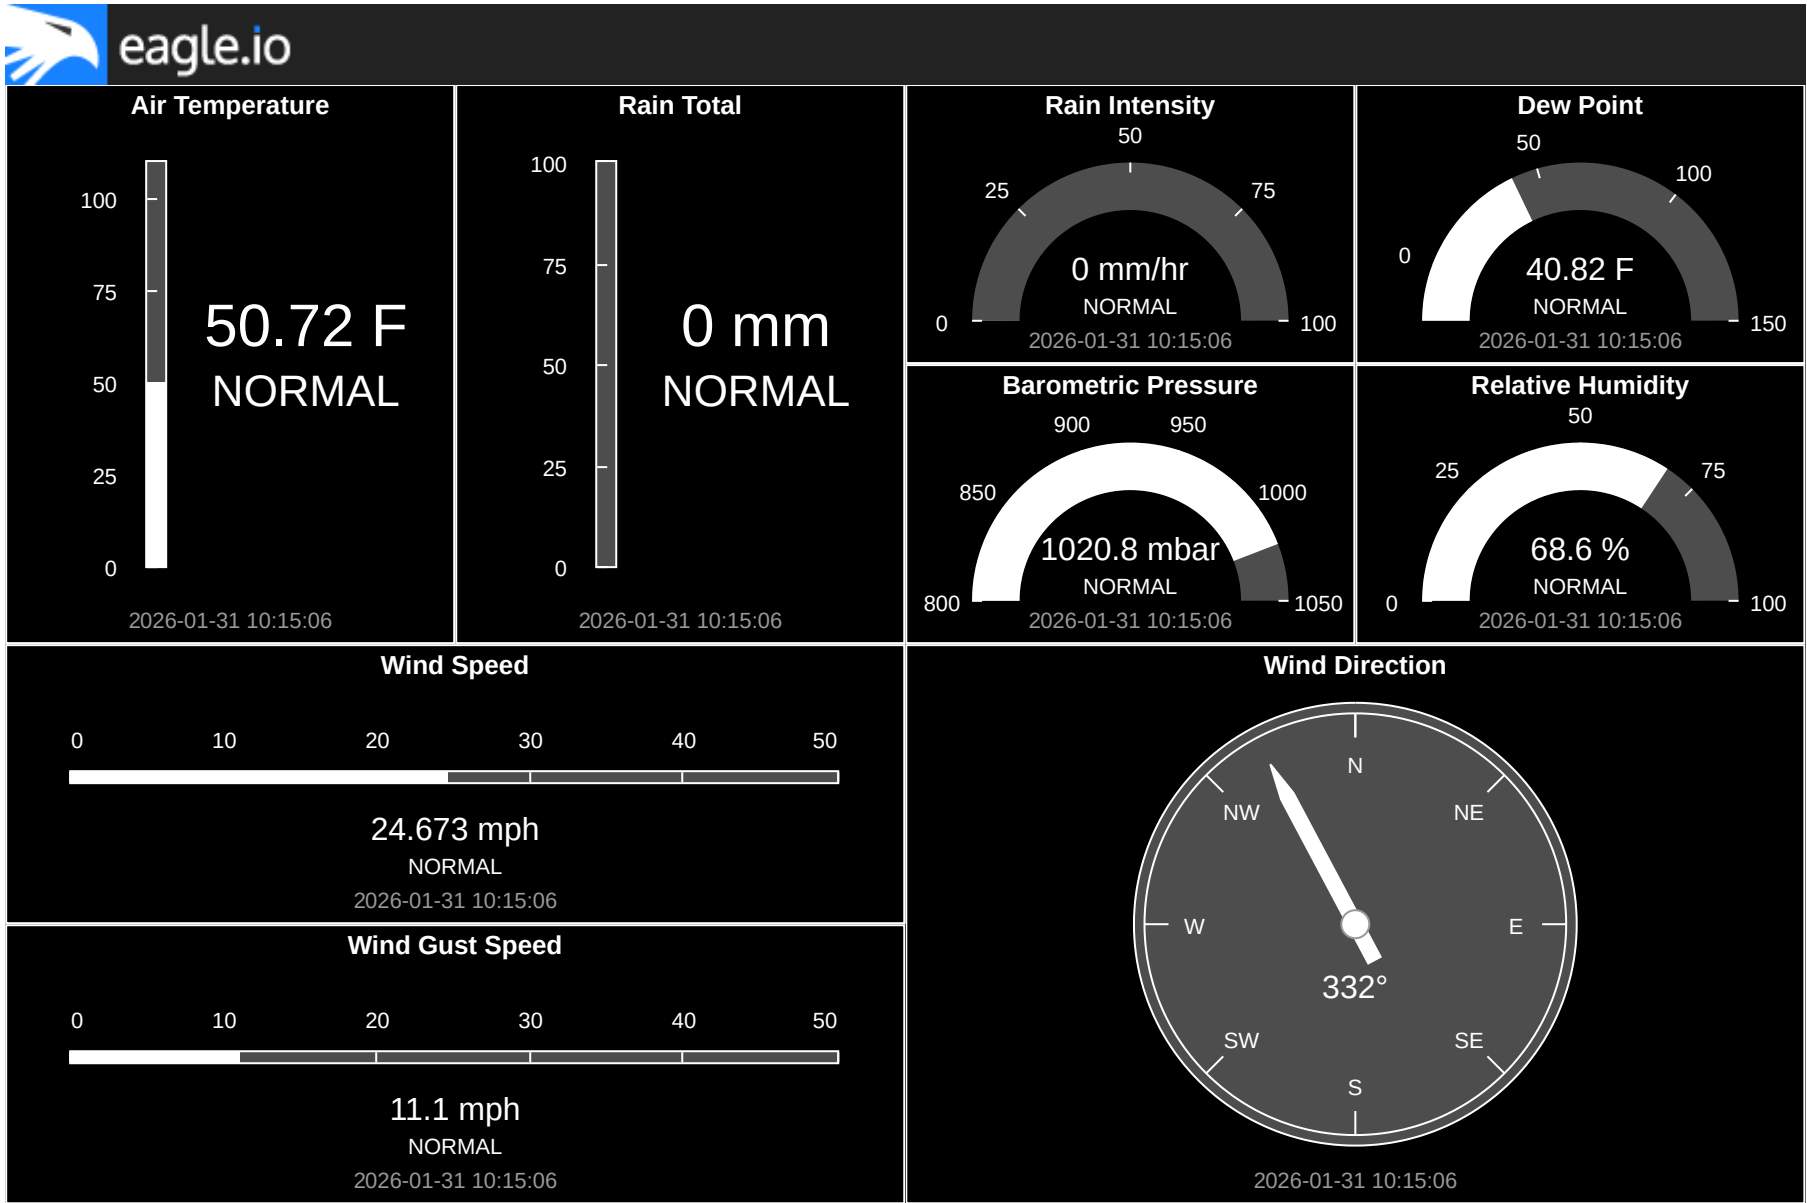 eagle.io
Air Temperature
100
75
50
25
0
50.72 F
NORMAL
2026-01-31 10:15:06
Rain Total
100
75
50
25
0
0 mm
NORMAL
2026-01-31 10:15:06
Rain Intensity
50
25
75
0
100
0 mm/hr
NORMAL
2026-01-31 10:15:06
Dew Point
50
100
0
150
40.82 F
NORMAL
2026-01-31 10:15:06
Barometric Pressure
900
950
850
1000
800
1050
1020.8 mbar
NORMAL
2026-01-31 10:15:06
Relative Humidity
50
25
75
0
100
68.6 %
NORMAL
2026-01-31 10:15:06
Wind Speed
0 10 20 30 40 50
24.673 mph
NORMAL
2026-01-31 10:15:06
Wind Gust Speed
0 10 20 30 40 50
11.1 mph
NORMAL
2026-01-31 10:15:06
Wind Direction
N
NW
NE
W
E
332°
SW
SE
S
2026-01-31 10:15:06